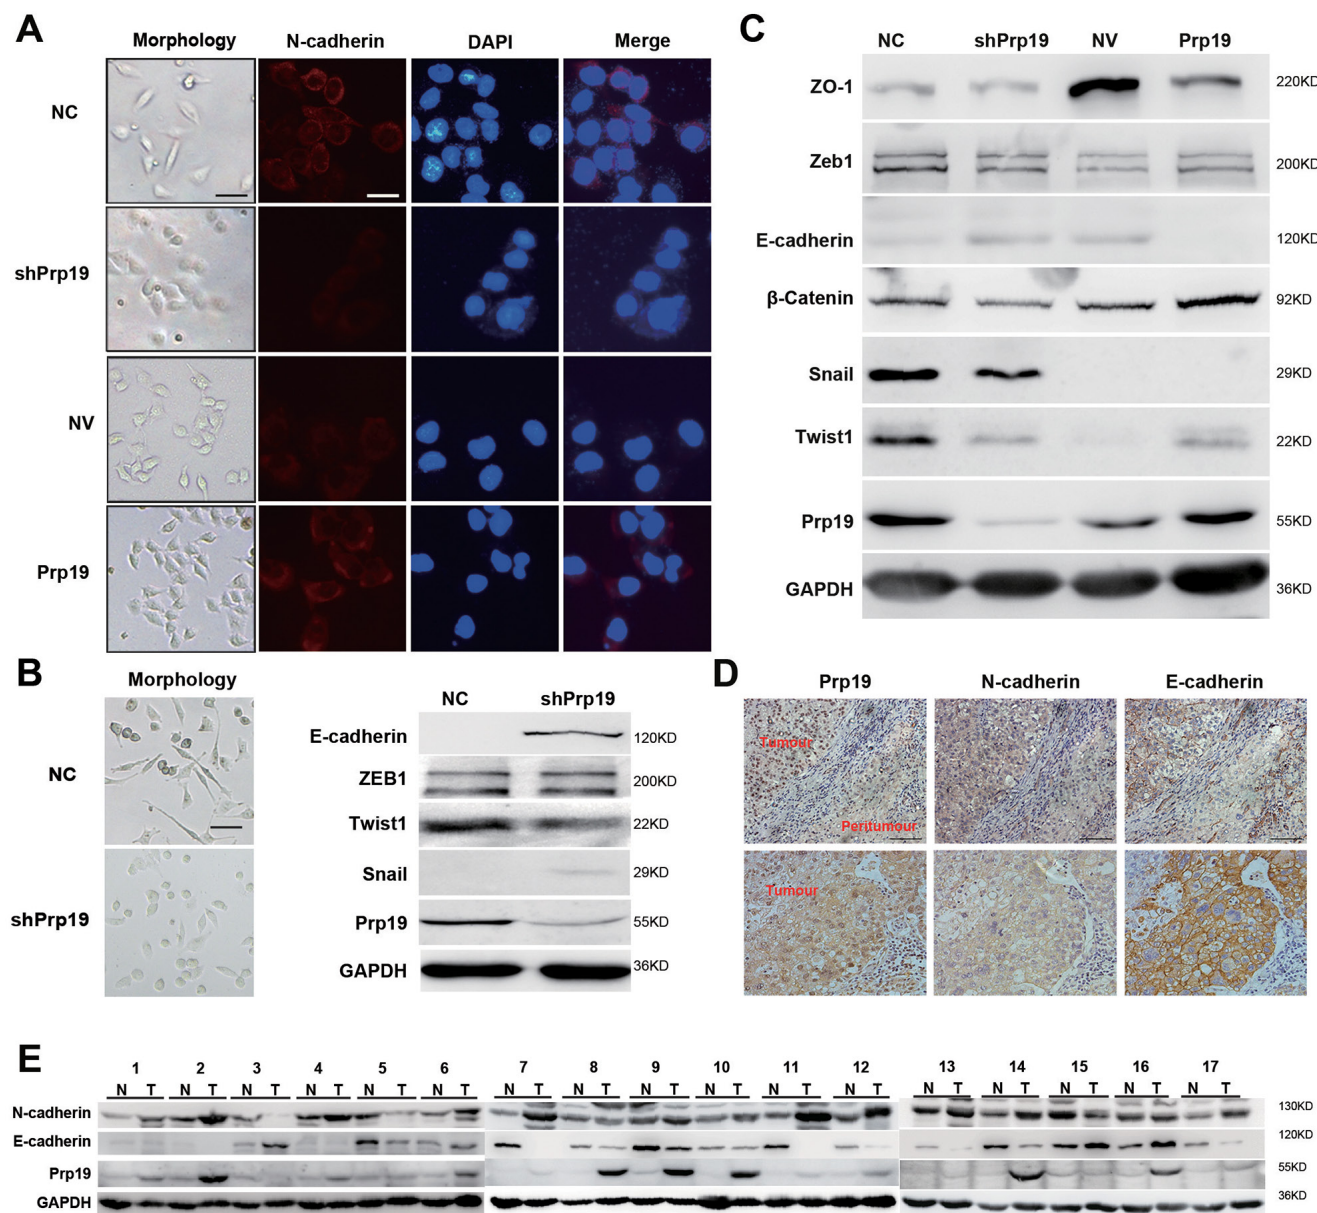 A
Morphology N-cadherin DAPI Merge
NC
shPrp19
NV
Prp19
B
Morphology
NC
shPrp19
NC shPrp19
E-cadherin 120KD
ZEB1 200KD
Twist1 22KD
Snail 29KD
Prp19 55KD
GAPDH 36KD
C
NC shPrp19 NV Prp19
ZO-1 220KD
Zeb1 200KD
E-cadherin 120KD
β-Catenin 92KD
Snail 29KD
Twist1 22KD
Prp19 55KD
GAPDH 36KD
D
Prp19 N-cadherin E-cadherin
Tumour
Peritumour
Tumour
E
1 2 3 4 5 6 7 8 9 10 11 12 13 14 15 16 17
N T N T N T N T N T N T N T N T N T N T N T N T N T N T N T N T N T
N-cadherin 130KD
E-cadherin 120KD
Prp19 55KD
GAPDH 36KD